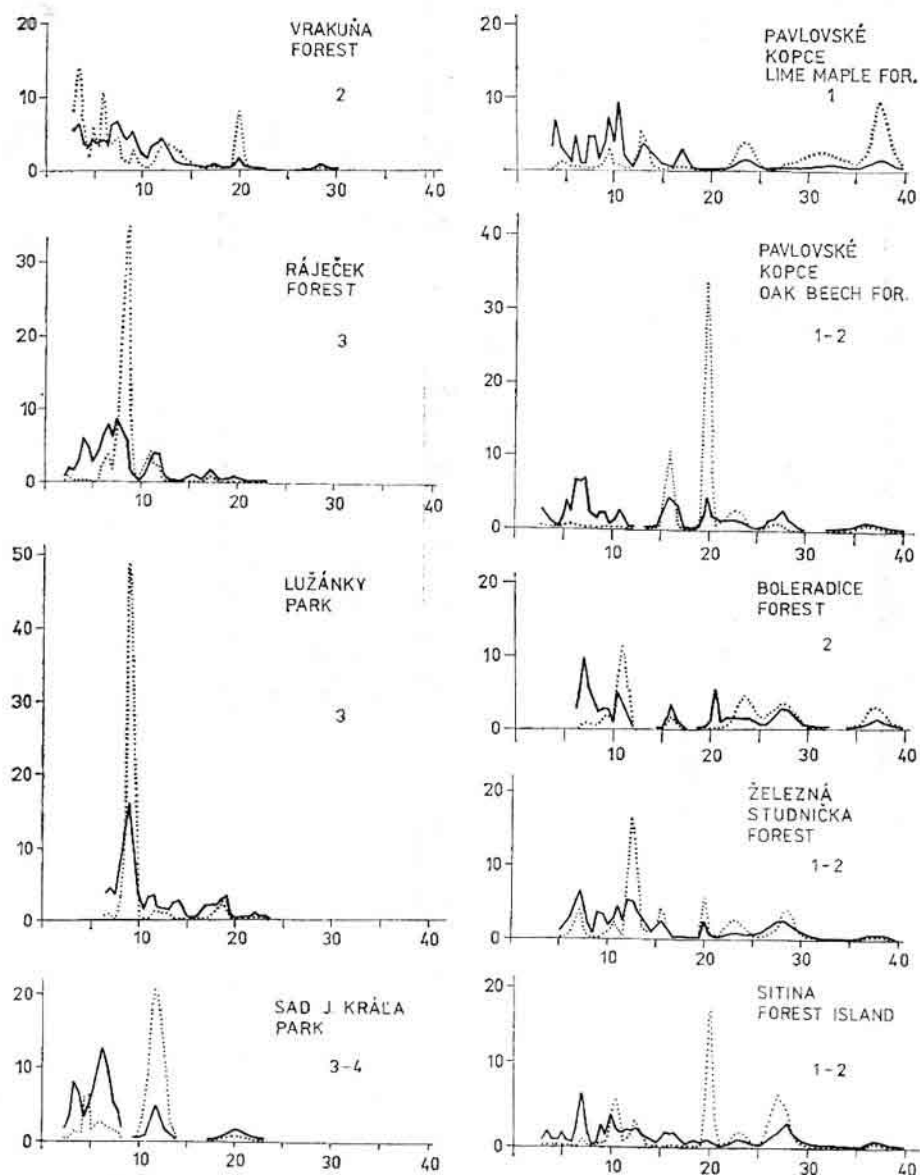 20
VRAKUŇA
FOREST
2
10
0
10 20 30 40
30
RÁJEČEK
FOREST
3
20
10
0
10 20 30 40
50
LUŽÁNKY
PARK
3
40
30
20
10
0
10 20 30 40
20
SAD J. KRÁĽA
PARK
3-4
10
0
10 20 30 40
20
PAVLOVSKÉ
KOPCE
LIME MAPLE FOR.
1
10
0
10 20 30 40
40
PAVLOVSKÉ
KOPCE
OAK BEECH FOR.
1-2
30
20
10
0
10 20 30 40
20
BOLERADICE
FOREST
2
10
0
10 20 30 40
20
ŽELEZNÁ
STUDNIČKA
FOREST
1-2
10
0
10 20 30 40
20
SITINA
FOREST ISLAND
1-2
10
0
10 20 30 40